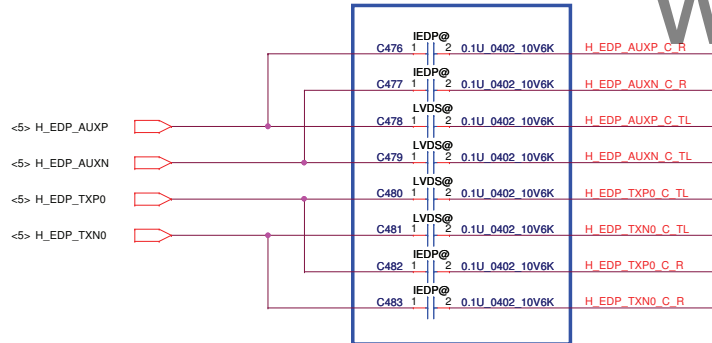 W
IEDP@
C476 1 2 0.1U_0402_10V6K H_EDP_AUXP_C_R
IEDP@
C477 1 2 0.1U_0402_10V6K H_EDP_AUXN_C_R
LVDS@
<5> H_EDP_AUXP C478 1 2 0.1U_0402_10V6K H_EDP_AUXP_C_TL
LVDS@
<5> H_EDP_AUXN C479 1 2 0.1U_0402_10V6K H_EDP_AUXN_C_TL
LVDS@
<5> H_EDP_TXP0 C480 1 2 0.1U_0402_10V6K H_EDP_TXP0_C_TL
LVDS@
<5> H_EDP_TXN0 C481 1 2 0.1U_0402_10V6K H_EDP_TXN0_C_TL
IEDP@
C482 1 2 0.1U_0402_10V6K H_EDP_TXP0_C_R
IEDP@
C483 1 2 0.1U_0402_10V6K H_EDP_TXN0_C_R